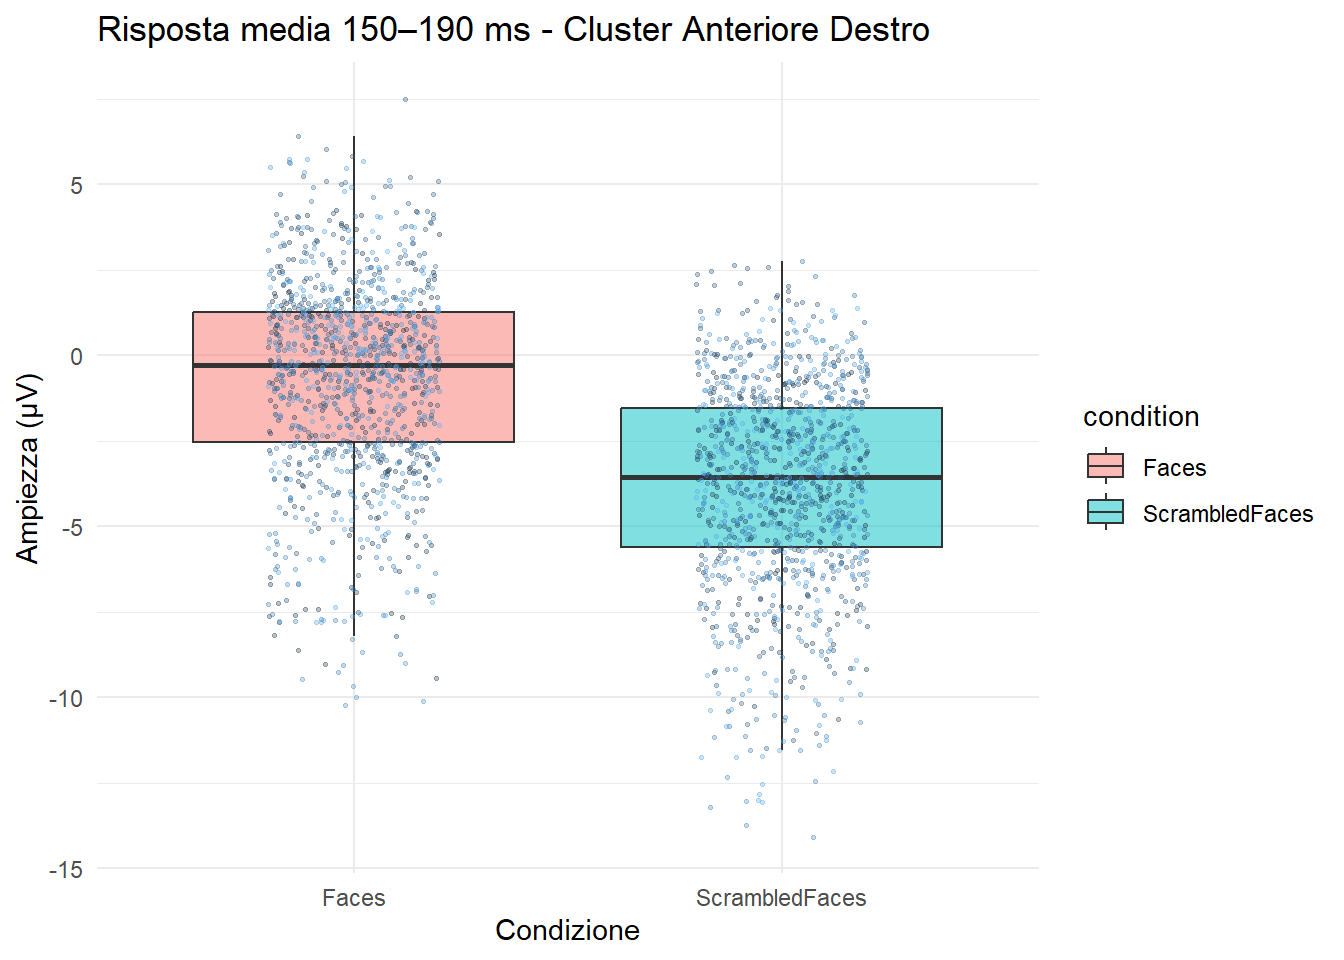 Risposta media 150–190 ms - Cluster Anteriore Destro
Ampiezza (µV)
5
0
-5
-10
-15
Faces
ScrambledFaces
Condizione
condition
Faces
ScrambledFaces